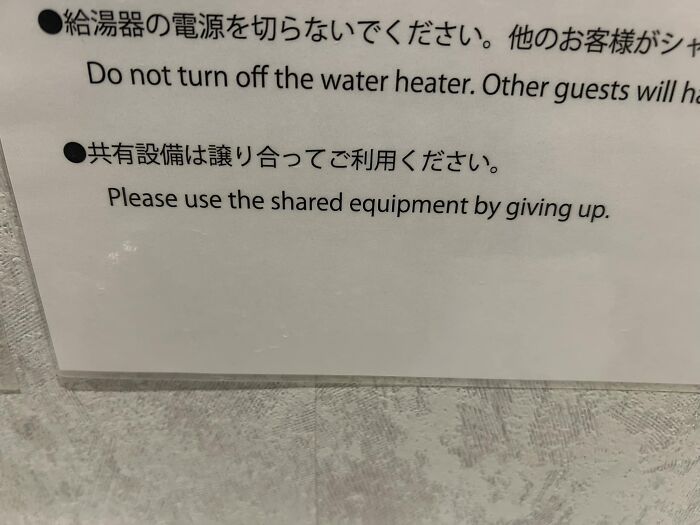 ●給湯器の電源を切らないでください。他のお客様がシャ
Do not turn off the water heater. Other guests will ha
●共有設備は譲り合ってご利用ください。
Please use the shared equipment by giving up.